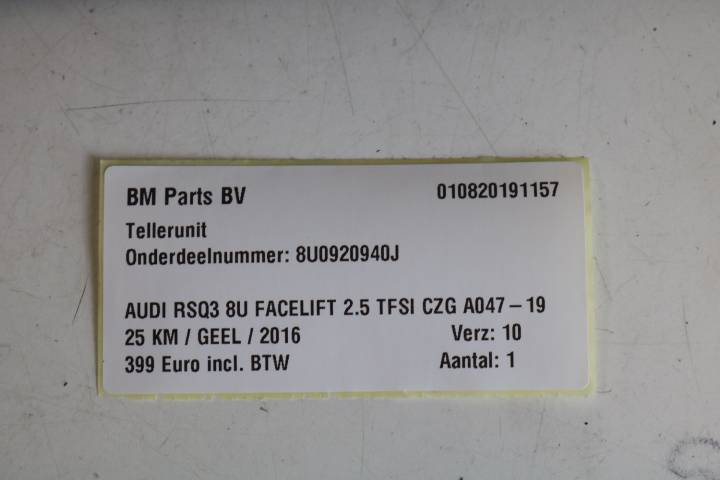 BM Parts BV 010820191157
Tellerunit
Onderdeelnummer: 8U0920940J
AUDI RSQ3 8U FACELIFT 2.5 TFSI CZG A047-19
25 KM / GEEL / 2016 Verz: 10
399 Euro incl. BTW Aantal: 1